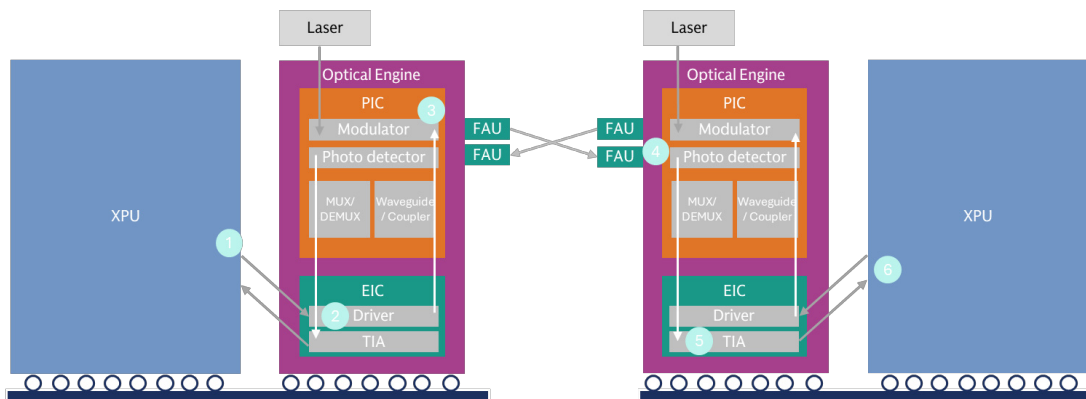 Laser
Laser
Optical Engine
Optical Engine
PIC
PIC
3
Modulator
Modulator
FAU
FAU
4
Photo detector
FAU
FAU
Photo detector
MUX/
DEMUX
Waveguide
/ Coupler
MUX/
DEMUX
Waveguide
/ Coupler
XPU
XPU
1
6
EIC
EIC
2
Driver
Driver
TIA
5
TIA